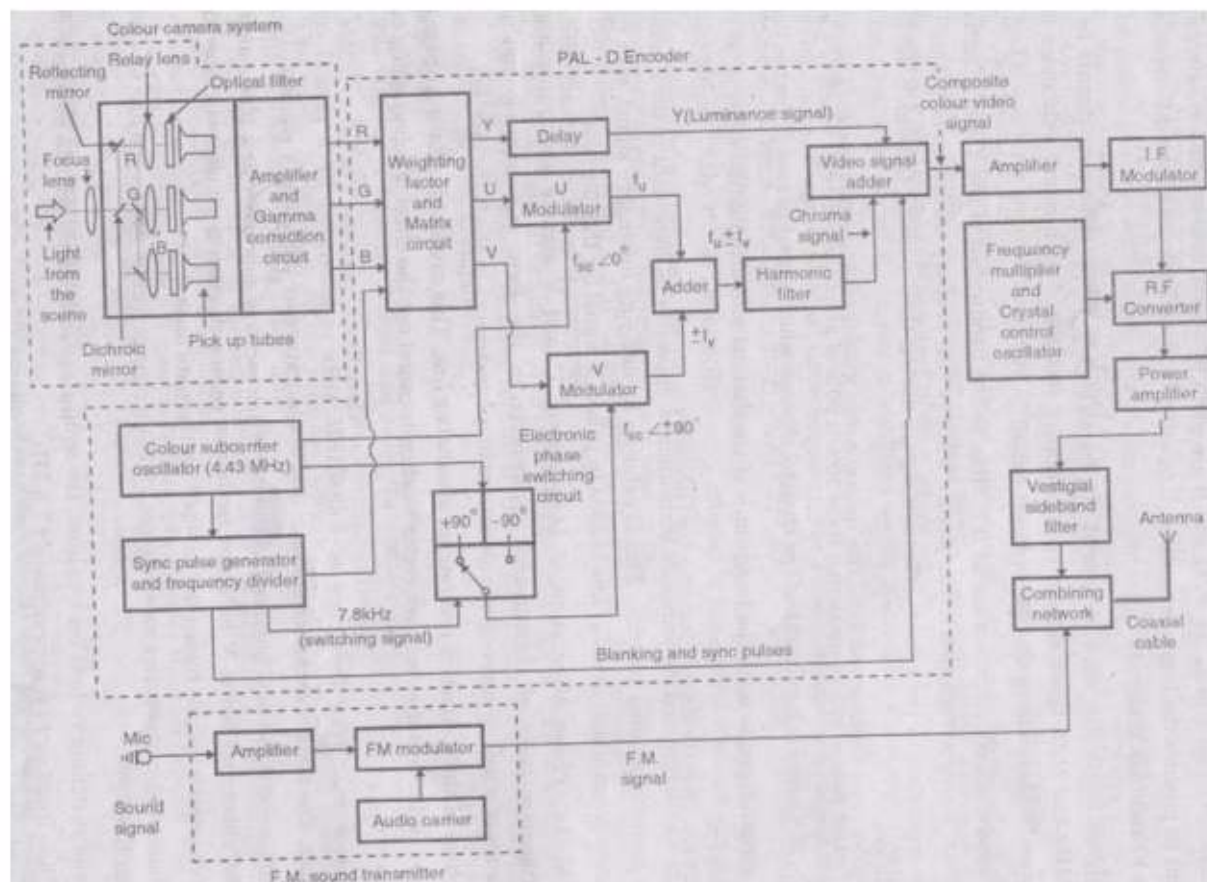 Colour camera system
Relay lens
Reflecting
mirror
Optical filter
Focus
lens
R
G
B
Light
from
the
scene
Dichroic
mirror
Pick up tubes
Amplifier
and
Gamma
correction
circuit
R
G
B
PAL - D Encoder
Weighting
factor
and
Matrix
circuit
Y
U
V
Delay
Y(Luminance signal)
U
Modulator
fu
fsc ∠0°
V
Modulator
±fv
fsc ∠±90°
Adder
fu ± fv
Harmonic
filter
Chroma
signal
Video signal
adder
Composite
colour video
signal
Amplifier
I.F.
Modulator
Frequency
multiplier
and
Crystal
control
oscillator
R.F.
Converter
Power
amplifier
Vestigial
sideband
filter
Antenna
Combining
network
Coaxial
cable
Colour subcarrier
oscillator (4.43 MHz)
Electronic
phase
switching
circuit
+90°
-90°
Sync pulse generator
and frequency divider
7.8kHz
(switching signal)
Blanking and sync pulses
Mic
Sound
signal
Amplifier
FM modulator
Audio carrier
F.M.
signal
F.M. sound transmitter